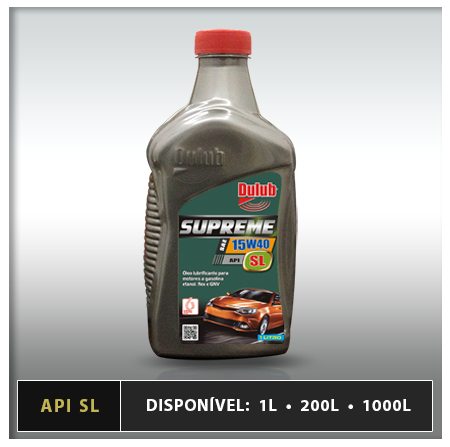 Dulub
Dulub
SUPREME
SAE 15W40
API SL
Óleo lubrificante para
motores a gasolina
etanol, flex e GNV
1 LITRO
API SL
DISPONÍVEL: 1L • 200L • 1000L